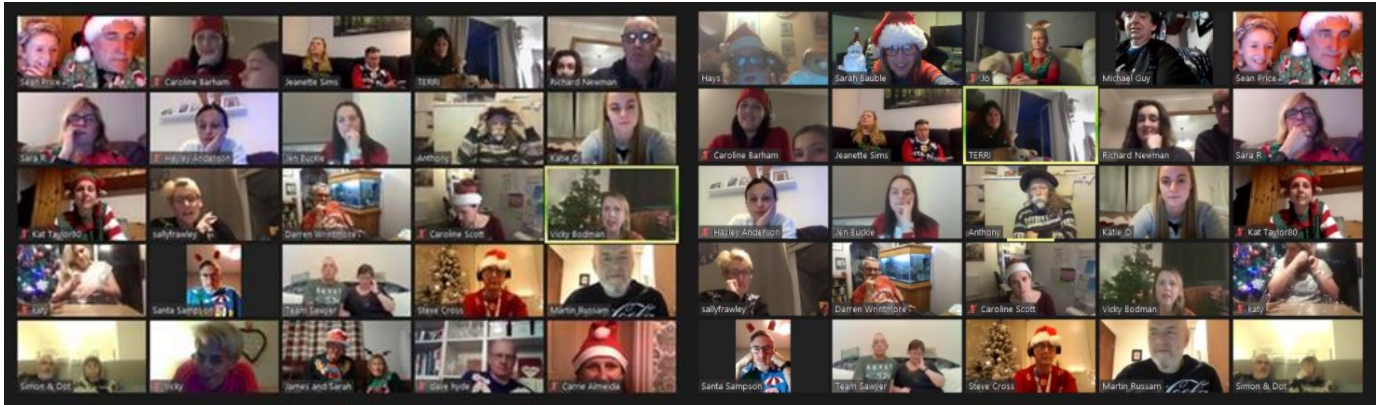 Sean Price
Caroline Barham
Jeanette Sims
TERRI
Richard Newman
Sara R
Hayley Anderson
Jen Buckle
Anthony
Katie D
Kat Taylor80
sallyfrawley
Darren Wrintmore
Caroline Scott
Vicky Bodman
katy
Santa Sampson
Team Sawyer
Steve Cross
Martin Russam
Simon & Dot
vicky
James and Sarah
dave hyde
Carrie Almeida
Hays
Sarah Bauble
Jo
Michael Guy
Sean Price
Caroline Barham
Jeanette Sims
TERRI
Richard Newman
Sara R
Hayley Anderson
Jen Buckle
Anthony
Katie D
Kat Taylor80
sallyfrawley
Darren Wrintmore
Caroline Scott
Vicky Bodman
katy
Santa Sampson
Team Sawyer
Steve Cross
Martin Russam
Simon & Dot